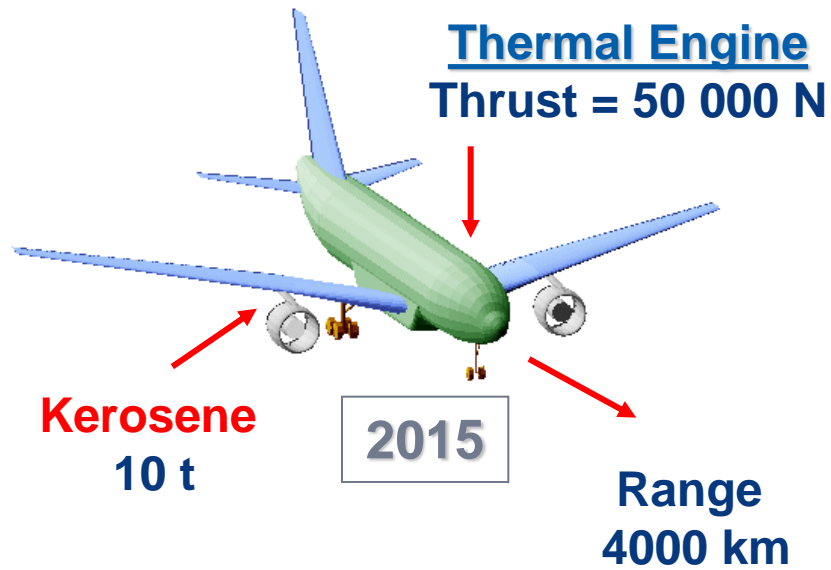 Thermal Engine
Thrust = 50 000 N
Kerosene
10 t
2015
Range
4000 km